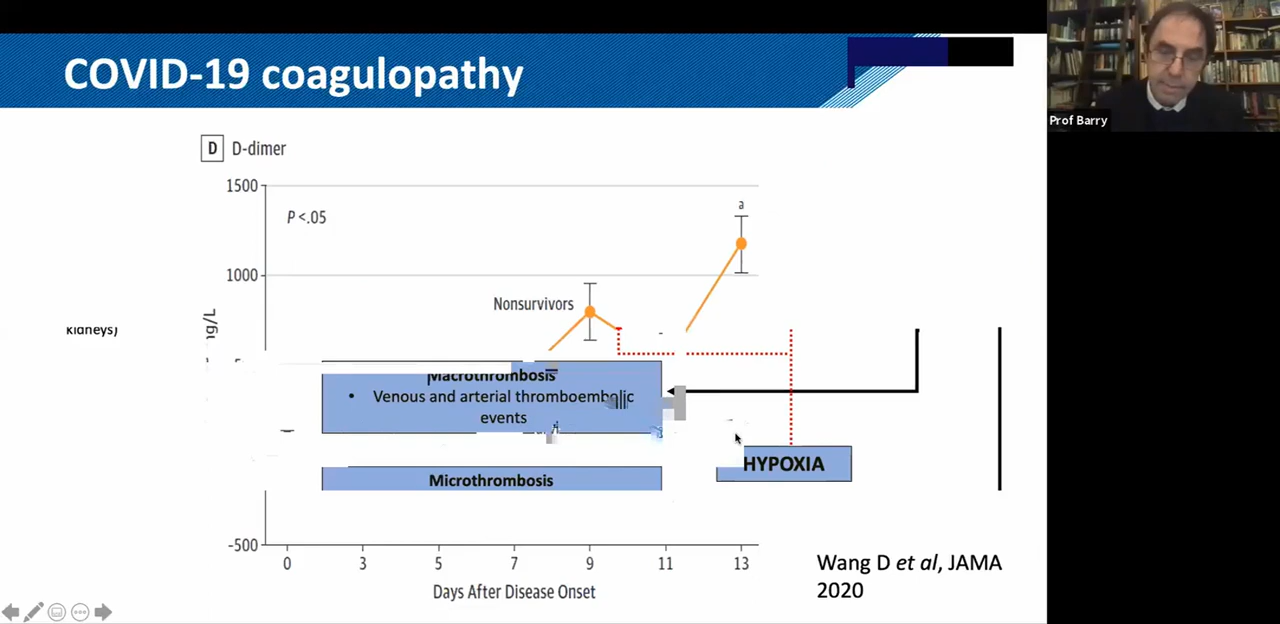 COVID-19 coagulopathy
Prof Barry
D D-dimer
1500
P <.05
a
1000
Nonsurvivors
kidneys)
Macrothrombosis
• Venous and arterial thromboembolic
events
HYPOXIA
Microthrombosis
-500
0 3 5 7 9 11 13
Days After Disease Onset
Wang D et al, JAMA
2020